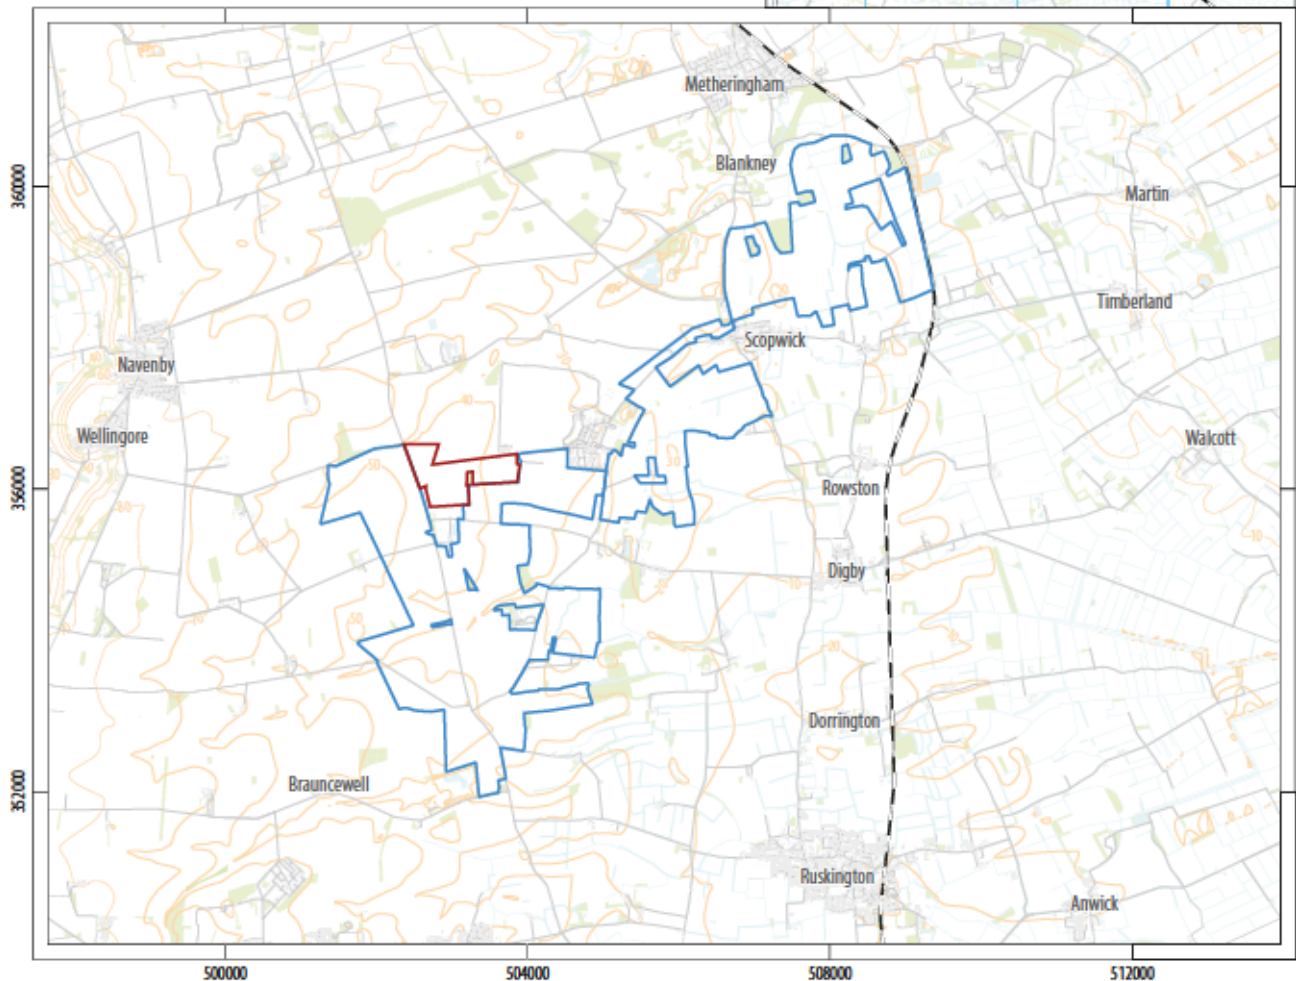 Metheringham
Blankney
360000
Martin
Timberland
Scopwick
Navenby
Wellingore
Walcott
356000
Rowston
Digby
Dorrington
Brauncewell
352000
Ruskington
Anwick
500000
504000
508000
512000